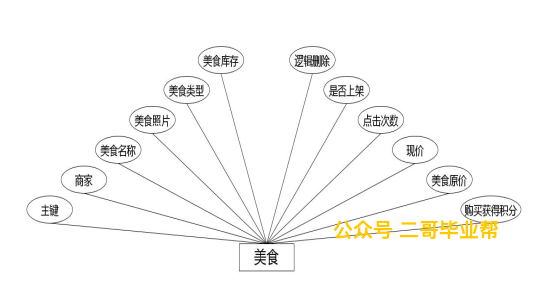 美食库存
逻辑删除
美食类型
是否上架
美食照片
点击次数
美食名称
现价
商家
美食原价
主键
购买获得积分
公众号 二哥毕业帮
美食